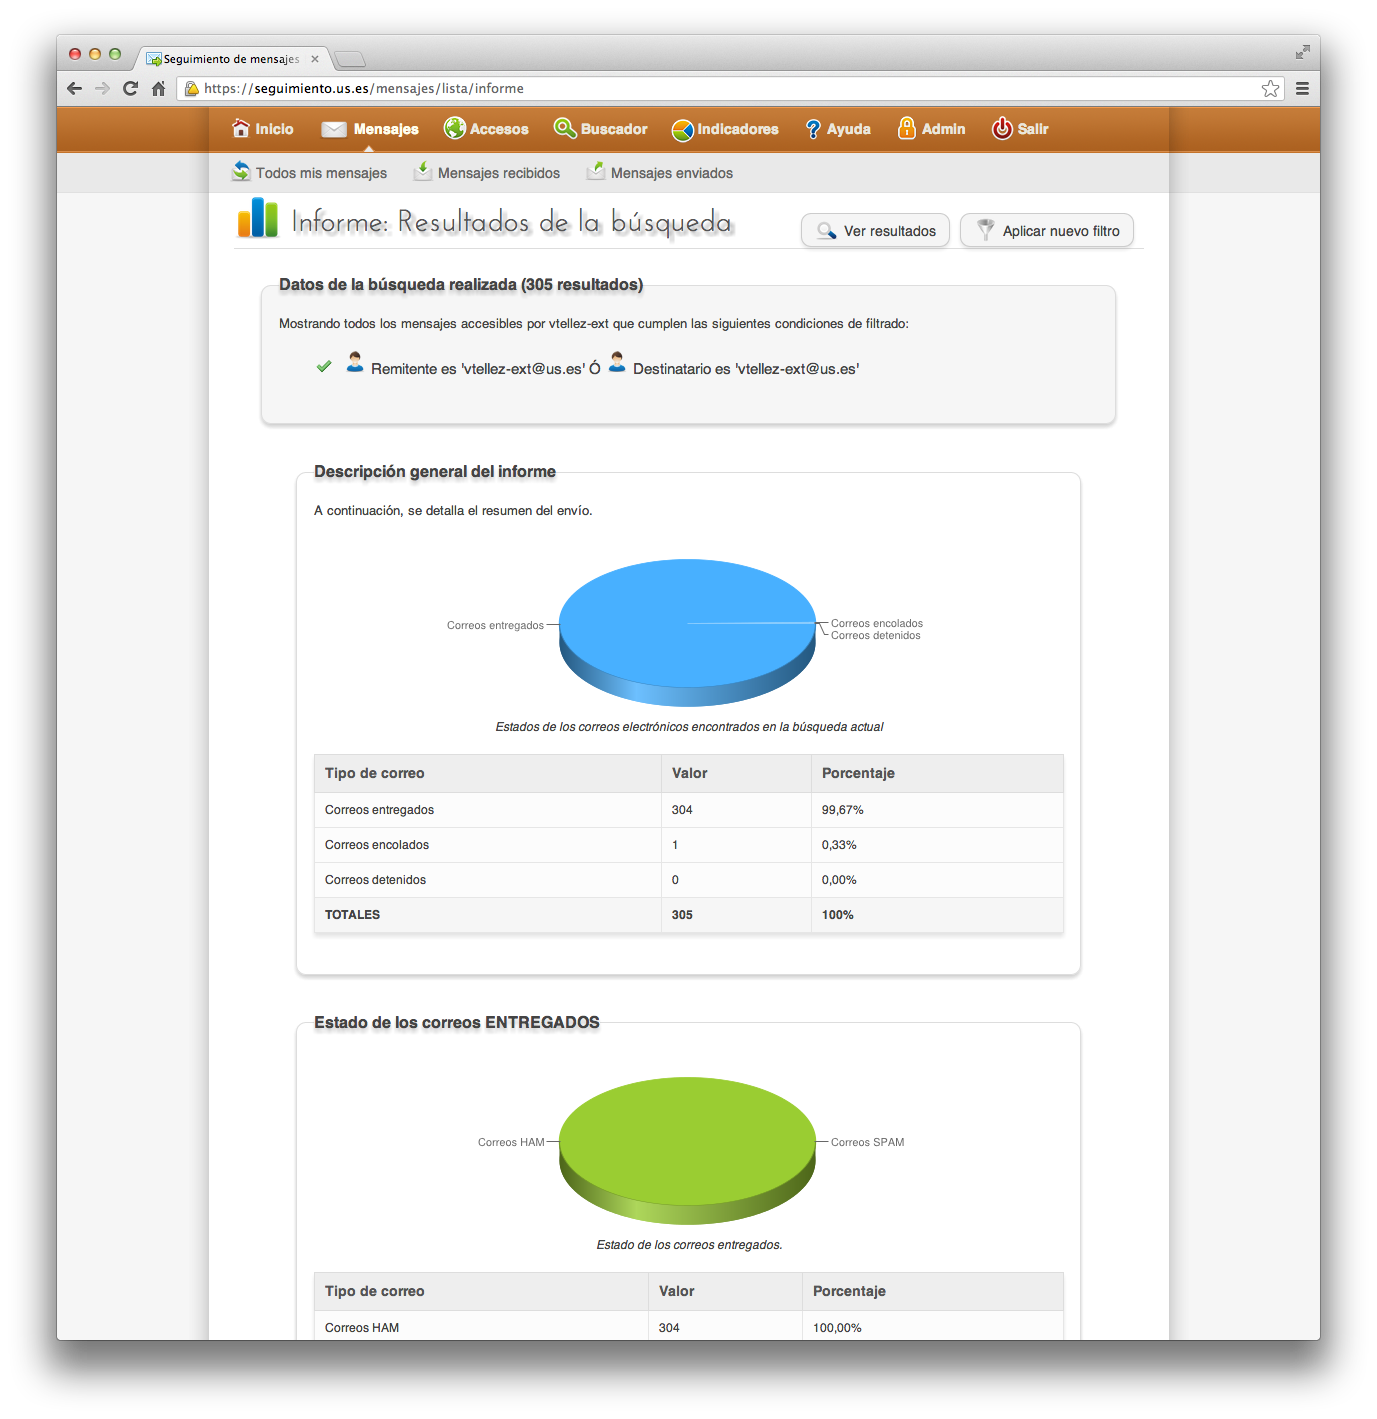 Seguimiento de mensajes
https://seguimiento.us.es/mensajes/lista/informe
Inicio Mensajes Accesos Buscador Indicadores Ayuda Admin Salir
Todos mis mensajes Mensajes recibidos Mensajes enviados
Informe: Resultados de la búsqueda
Ver resultados Aplicar nuevo filtro
Datos de la búsqueda realizada (305 resultados)
Mostrando todos los mensajes accesibles por vtellez-ext que cumplen las siguientes condiciones de filtrado:
Remitente es 'vtellez-ext@us.es' Ó Destinatario es 'vtellez-ext@us.es'
Descripción general del informe
A continuación, se detalla el resumen del envío.
Correos entregados
Correos encolados
Correos detenidos
Estados de los correos electrónicos encontrados en la búsqueda actual
Tipo de correo Valor Porcentaje
Correos entregados 304 99,67%
Correos encolados 1 0,33%
Correos detenidos 0 0,00%
TOTALES 305 100%
Estado de los correos ENTREGADOS
Correos HAM Correos SPAM
Estado de los correos entregados.
Tipo de correo Valor Porcentaje
Correos HAM 304 100,00%